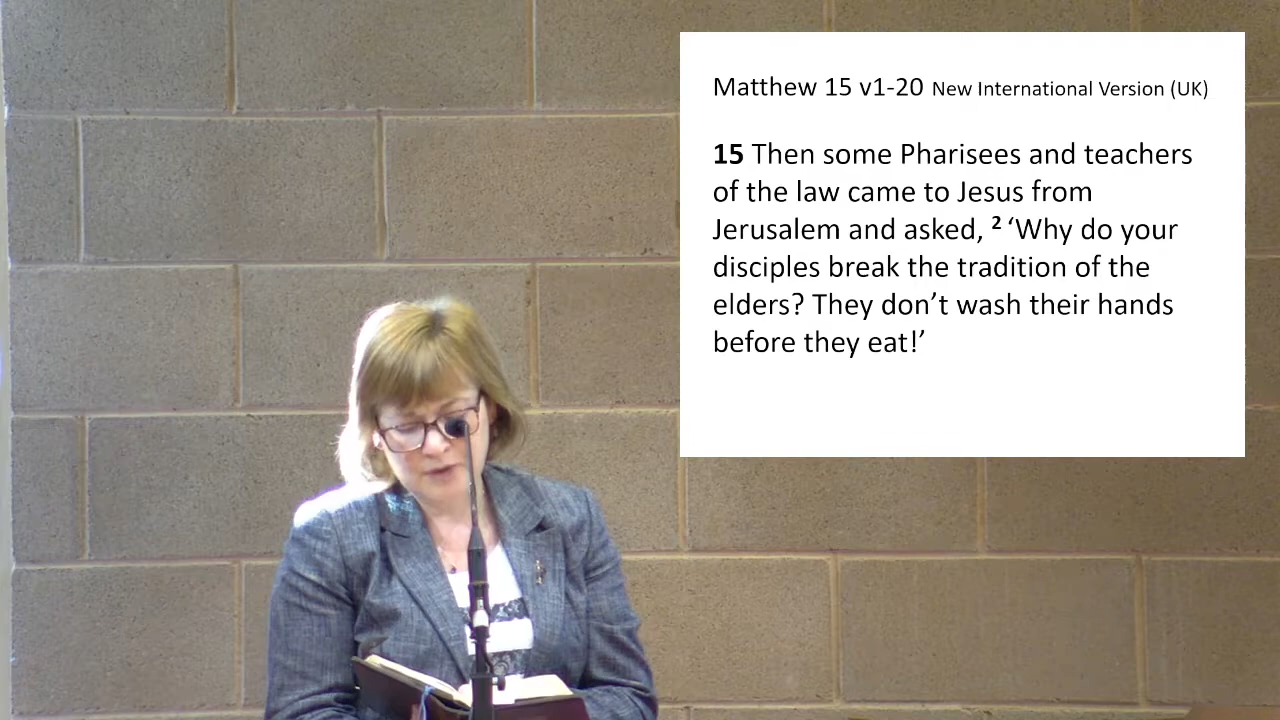 Matthew 15 v1-20 New International Version (UK)
15 Then some Pharisees and teachers
of the law came to Jesus from
Jerusalem and asked, 2 ‘Why do your
disciples break the tradition of the
elders? They don’t wash their hands
before they eat!’